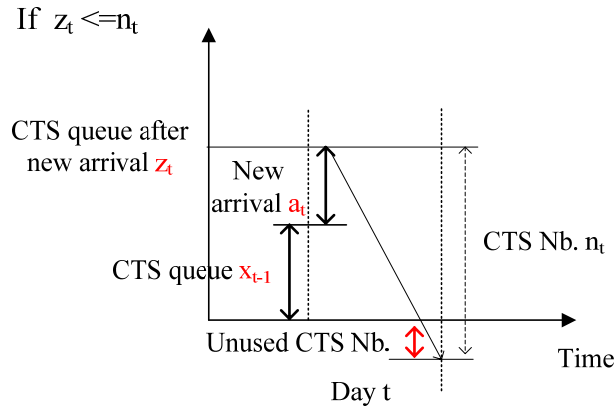 If z_t <=n_t
CTS queue after
new arrival z_t
New
arrival a_t
CTS Nb. n_t
CTS queue x_{t-1}
Unused CTS Nb.
Time
Day t